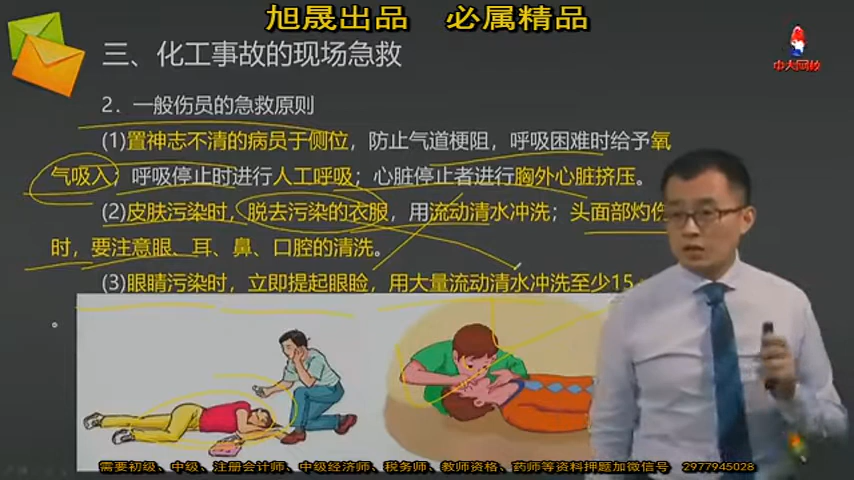 旭晟出品 必属精品
三、化工事故的现场急救
中大网校
2．一般伤员的急救原则
(1)置神志不清的病员于侧位，防止气道梗阻，呼吸困难时给予氧
气吸入；呼吸停止时进行人工呼吸；心脏停止者进行胸外心脏挤压。
(2)皮肤污染时，脱去污染的衣服，用流动清水冲洗；头面部灼伤
时，要注意眼、耳、鼻、口腔的清洗。
(3)眼睛污染时，立即提起眼睑，用大量流动清水冲洗至少15
。
需要初级、中级、注册会计师、中级经济师、税务师、教师资格、药师等资料押题加微信号 2977945028